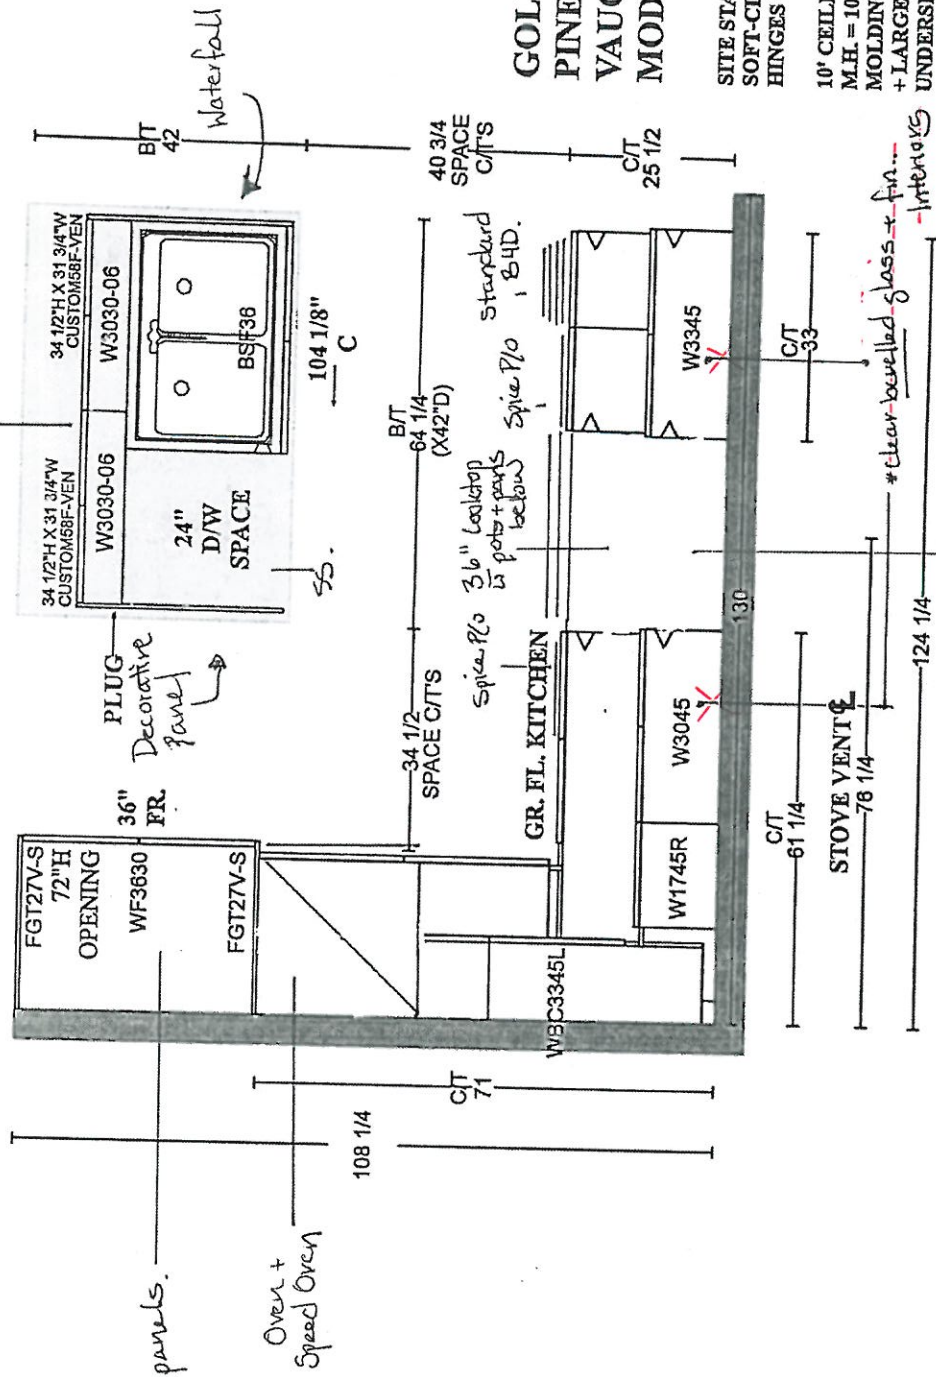 34 1/2"H X 31 3/4"W
CUSTOM58F-VEN
34 1/2"H X 31 3/4"W
CUSTOM58F-VEN
W3030-06
W3030-06
24"
D/W
SPACE
BSF36
B/T
42
Waterfall
PLUG
Decorative
Panel
SS.
104 1/8"
C
40 3/4
SPACE
C/T'S
C/T
25 1/2
FGT27V-S
72"H
OPENING
WF3630
FGT27V-S
36"
FR.
panels.
Oven +
Speed Oven
34 1/2
SPACE C/T'S
B/T
64 1/4
(X42"D)
Spice P/O
36" Cooktop
pots + pans
below
Spice P/O
Standard
B4D.
GR. FL. KITCHEN
WBC3345L
W1745R
W3045
W3345
130
C/T
71
108 1/4
C/T
61 1/4
C/T
33
STOVE VENT
76 1/4
*clear bevelled glass + fin...
Interiors
124 1/4
GOL
PINE
VAUG
MOD
SITE STA
SOFT-CL
HINGES
10' CEILI
M.H. = 10
MOLDIN
+ LARGE
UNDERSI